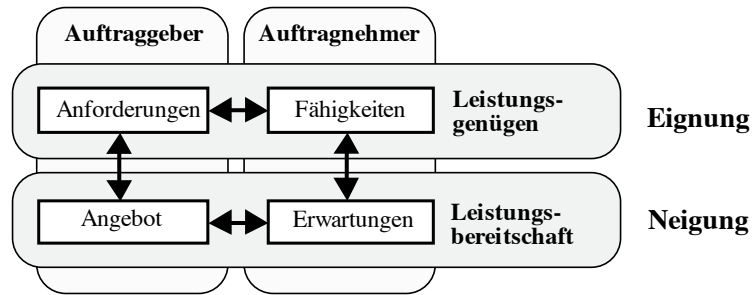 Auftraggeber Auftragnehmer
Anforderungen Fähigkeiten Leistungs-
genügen Eignung
Angebot Erwartungen Leistungs-
bereitschaft Neigung